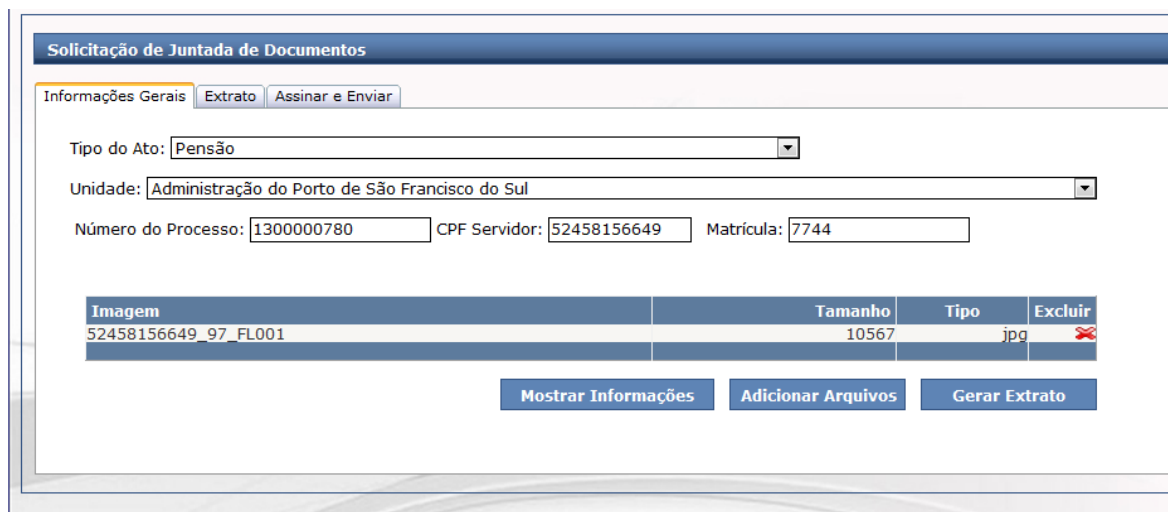 Solicitação de Juntada de Documentos
Informações Gerais Extrato Assinar e Enviar
Tipo do Ato: Pensão
Unidade: Administração do Porto de São Francisco do Sul
Número do Processo: 1300000780 CPF Servidor: 52458156649 Matrícula: 7744
Imagem Tamanho Tipo Excluir
52458156649_97_FL001 10567 jpg
Mostrar Informações Adicionar Arquivos Gerar Extrato